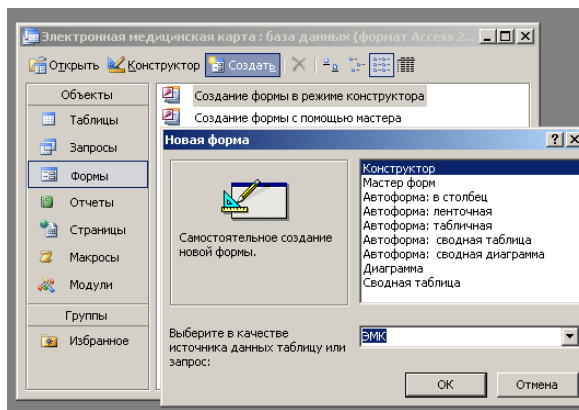 Электронная медицинская карта : база данных (формат Access 2...
Открыть Конструктор Создать
Объекты
Таблицы
Запросы
Формы
Отчеты
Страницы
Макросы
Модули
Группы
Избранное
Создание формы в режиме конструктора
Создание формы с помощью мастера
Новая форма
Самостоятельное создание
новой формы.
Конструктор
Мастер форм
Автоформа: в столбец
Автоформа: ленточная
Автоформа: табличная
Автоформа: сводная таблица
Автоформа: сводная диаграмма
Диаграмма
Сводная таблица
Выберите в качестве
источника данных таблицу или
запрос:
ЭМК
ОК Отмена